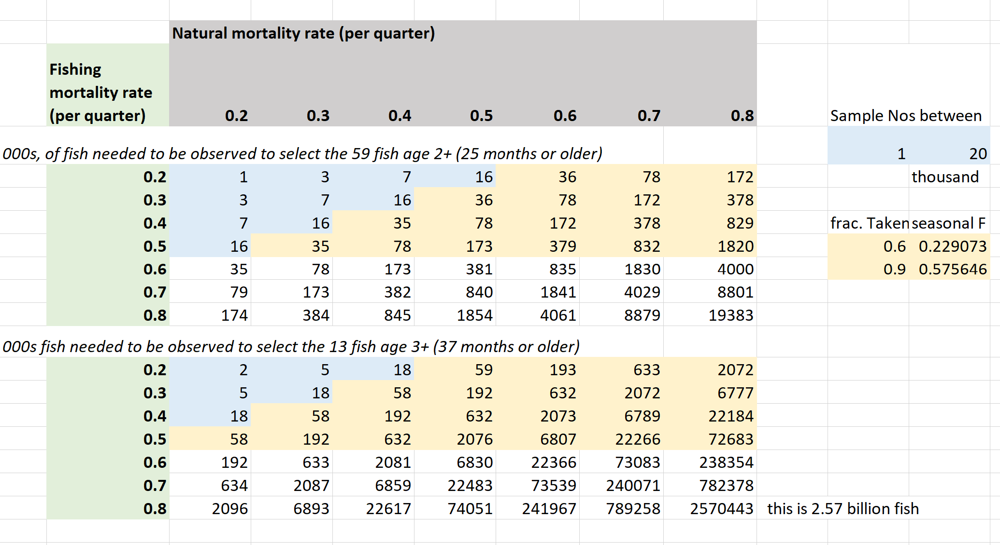 Natural mortality rate (per quarter)
Fishing
mortality rate
(per quarter) 0.2 0.3 0.4 0.5 0.6 0.7 0.8 Sample Nos between
000s, of fish needed to be observed to select the 59 fish age 2+ (25 months or older) 1 20
0.2 1 3 7 16 36 78 172 thousand
0.3 3 7 16 36 78 172 378
0.4 7 16 35 78 172 378 829 frac. Taken seasonal F
0.5 16 35 78 173 379 832 1820 0.6 0.229073
0.6 35 78 173 381 835 1830 4000 0.9 0.575646
0.7 79 173 382 840 1841 4029 8801
0.8 174 384 845 1854 4061 8879 19383
000s fish needed to be observed to select the 13 fish age 3+ (37 months or older)
0.2 2 5 18 59 193 633 2072
0.3 5 18 58 192 632 2072 6777
0.4 18 58 192 632 2073 6789 22184
0.5 58 192 632 2076 6807 22266 72683
0.6 192 633 2081 6830 22366 73083 238354
0.7 634 2087 6859 22483 73539 240071 782378
0.8 2096 6893 22617 74051 241967 789258 2570443 this is 2.57 billion fish